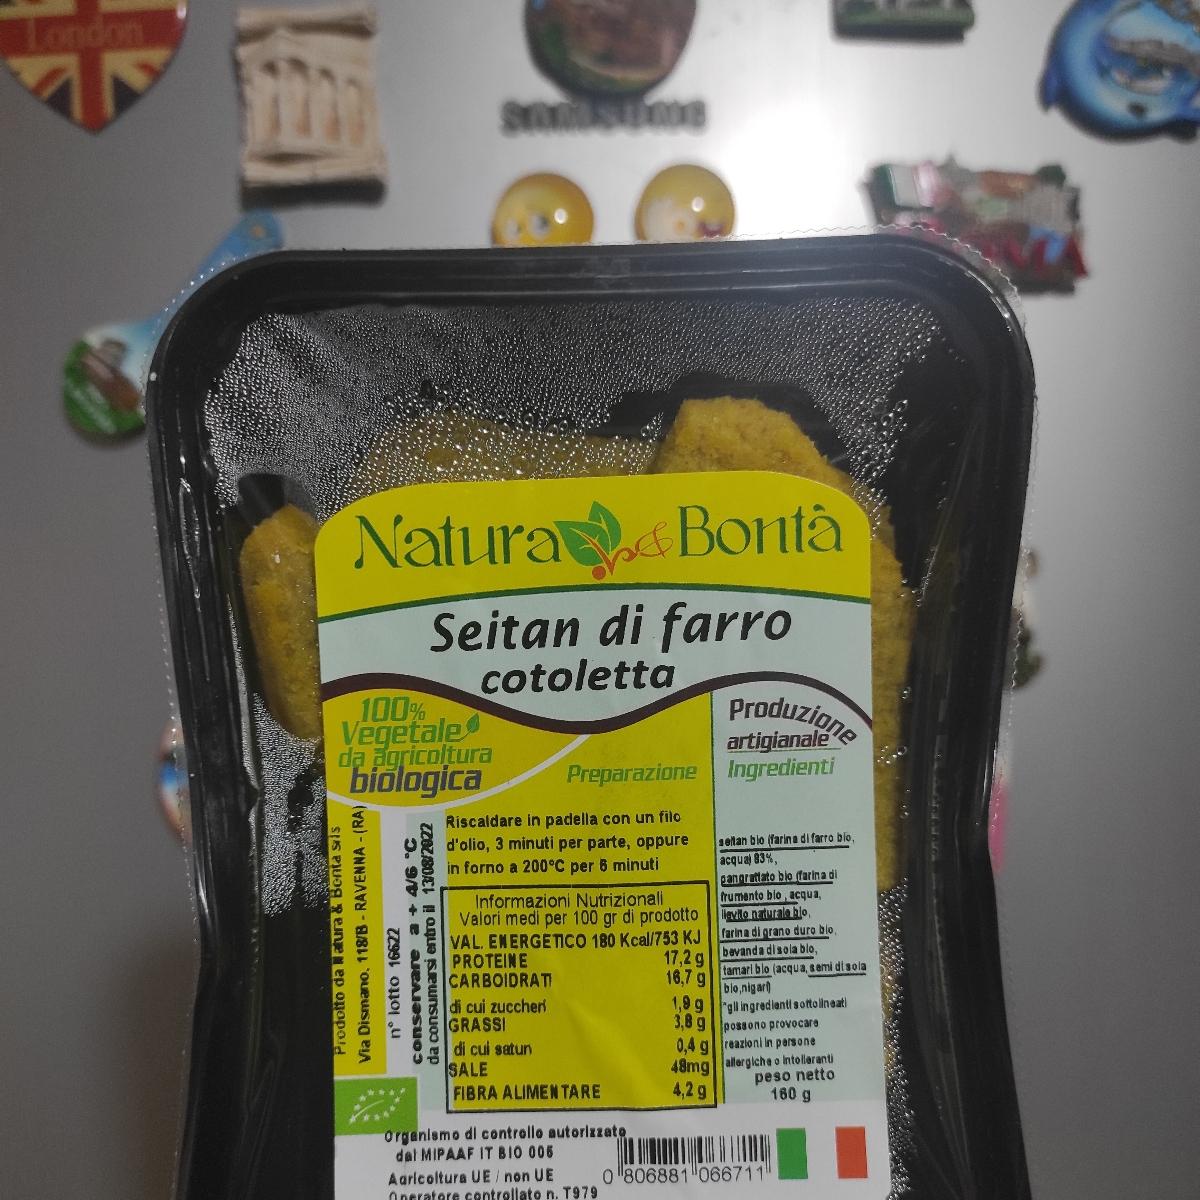 London
SAMSUNG
Natura & Bontà
Seitan di farro
cotoletta
100%
Vegetale
da agricoltura
biologica
Preparazione
Riscaldare in padella con un filo
d'olio, 3 minuti per parte, oppure
in forno a 200°C per 6 minuti
Informazioni Nutrizionali
Valori medi per 100 gr di prodotto
VAL. ENERGETICO 180 Kcal/753 KJ
PROTEINE 17,2 g
CARBOIDRATI 16,7 g
di cui zuccheri 1,9 g
GRASSI 3,8 g
di cui saturi 0,4 g
SALE 48mg
FIBRA ALIMENTARE 4,2 g
Produzione
artigianale
Ingredienti
seitan bio (farina di farro bio,
acqua) 83%,
pangrattato bio (farina di
frumento bio, acqua,
lievito naturale bio,
farina di grano duro bio,
bevanda di soia bio,
tamari bio (acqua, semi di soia
bio, nigari)
*gli ingredienti sottolineati
possono provocare
reazioni in persone
allergiche o intolleranti
peso netto
160 g
Prodotto da Natura & Bontà srls
Via Dismano, 118/B - RAVENNA - (RA)
n° lotto 16622
conservare a + 4/6 °C
da consumarsi entro il 13/08/2022
Organismo di controllo autorizzato
dal MIPAAF IT BIO 006
Agricoltura UE / non UE
Operatore controllato n. T979
0 806881 066711